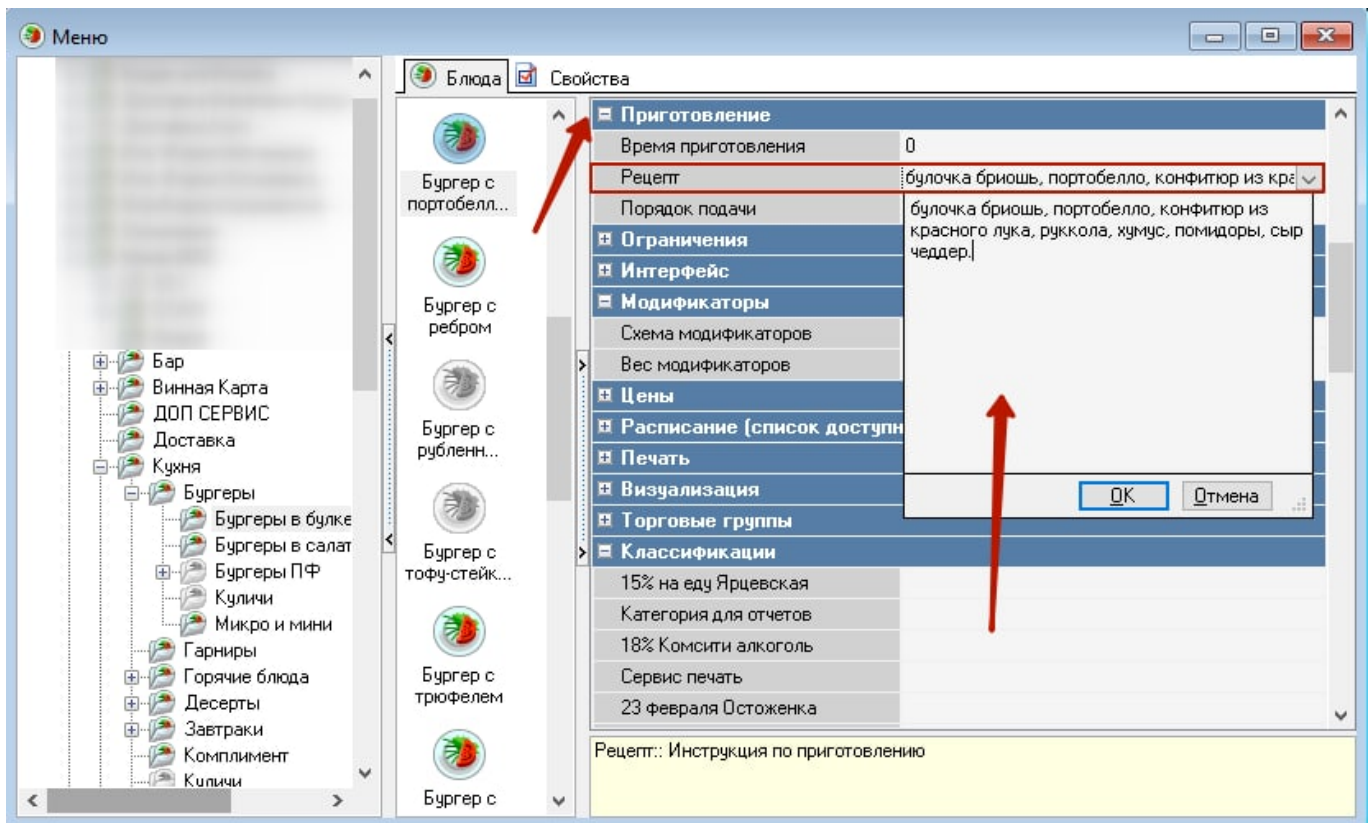 Меню
Бар
Винная Карта
ДОП СЕРВИС
Доставка
Кухня
Бургеры
Бургеры в булке
Бургеры в салат
Бургеры ПФ
Куличи
Микро и мини
Гарниры
Горячие блюда
Десерты
Завтраки
Комплимент
Куличи
Блюда
Свойства
Бургер с
портобелл...
Бургер с
ребром
Бургер с
рубленн...
Бургер с
тофу-стейк...
Бургер с
трюфелем
Бургер с
Приготовление
Время приготовления 0
Рецепт булочка бриошь, портобелло, конфитюр из кра
Порядок подачи
булочка бриошь, портобелло, конфитюр из
красного лука, руккола, хумус, помидоры, сыр
чеддер.
OK Отмена
Ограничения
Интерфейс
Модификаторы
Схема модификаторов
Вес модификаторов
Цены
Расписание (список доступн
Печать
Визуализация
Торговые группы
Классификации
15% на еду Ярцевская
Категория для отчетов
18% Комсити алкоголь
Сервис печать
23 февраля Остоженка
Рецепт:: Инструкция по приготовлению